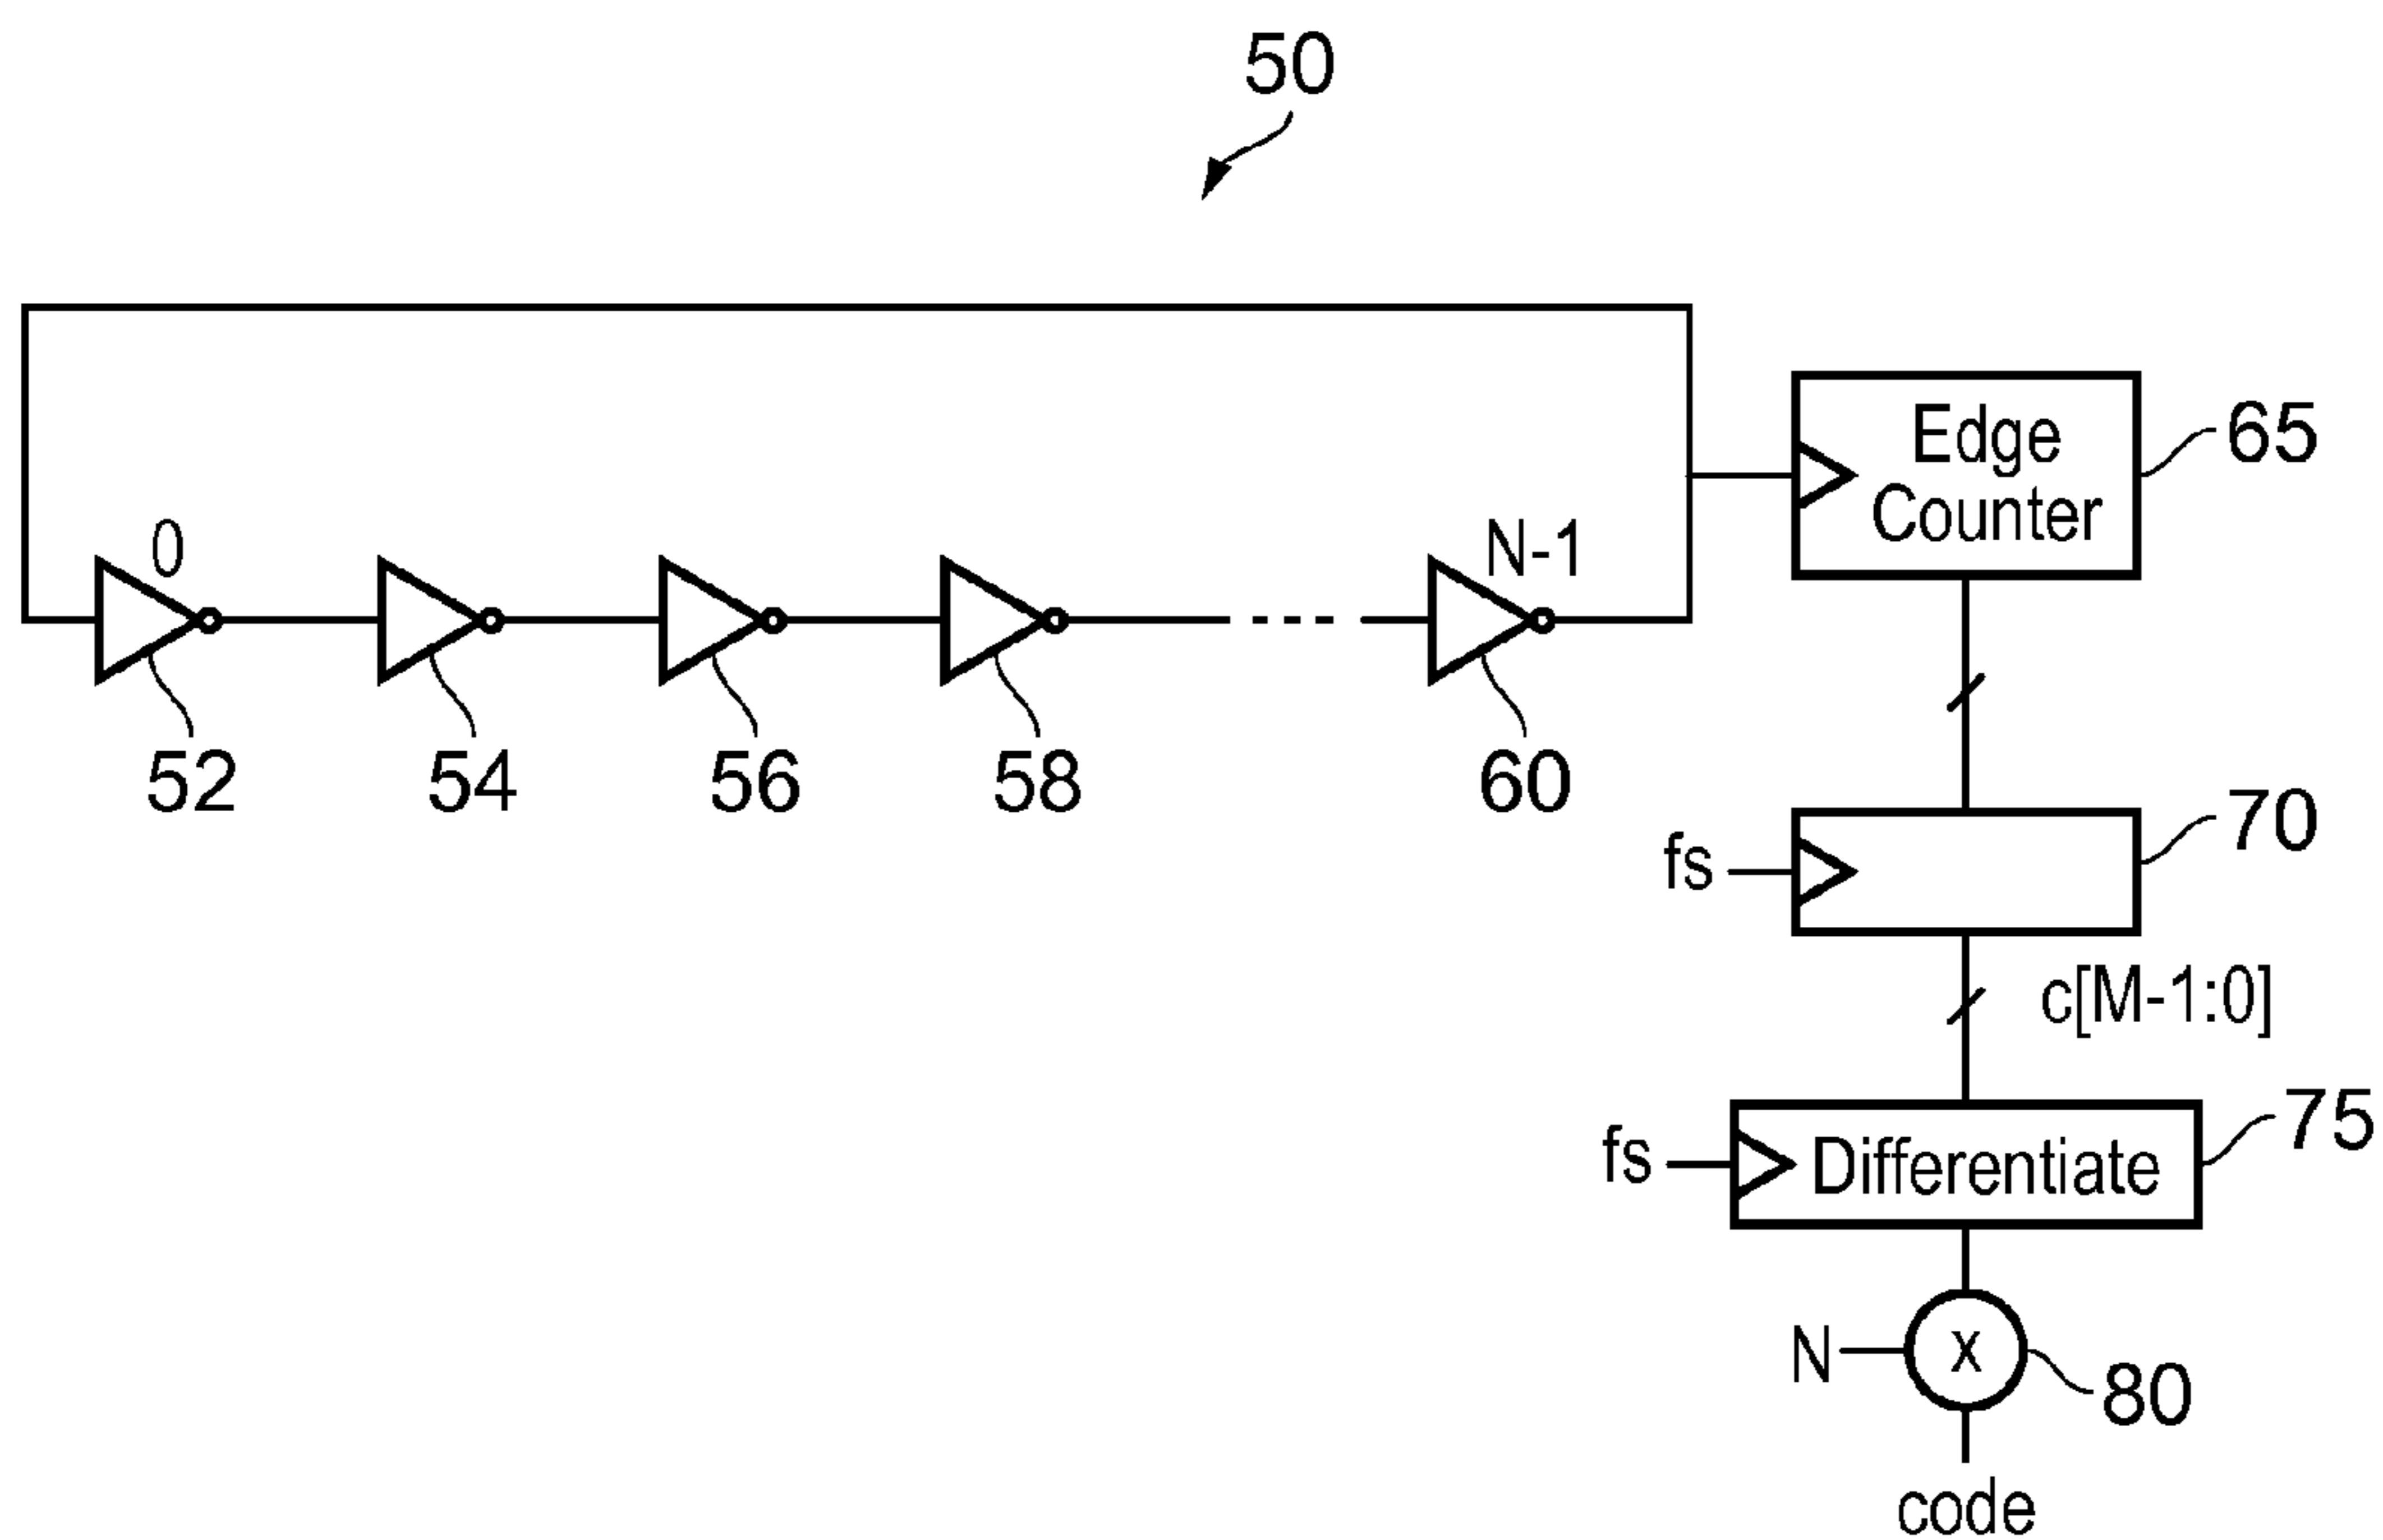 50
0
N-1
52
54
56
58
60
Edge
Counter
65
fs
70
c[M-1:0]
fs
Differentiate
75
N
x
80
code